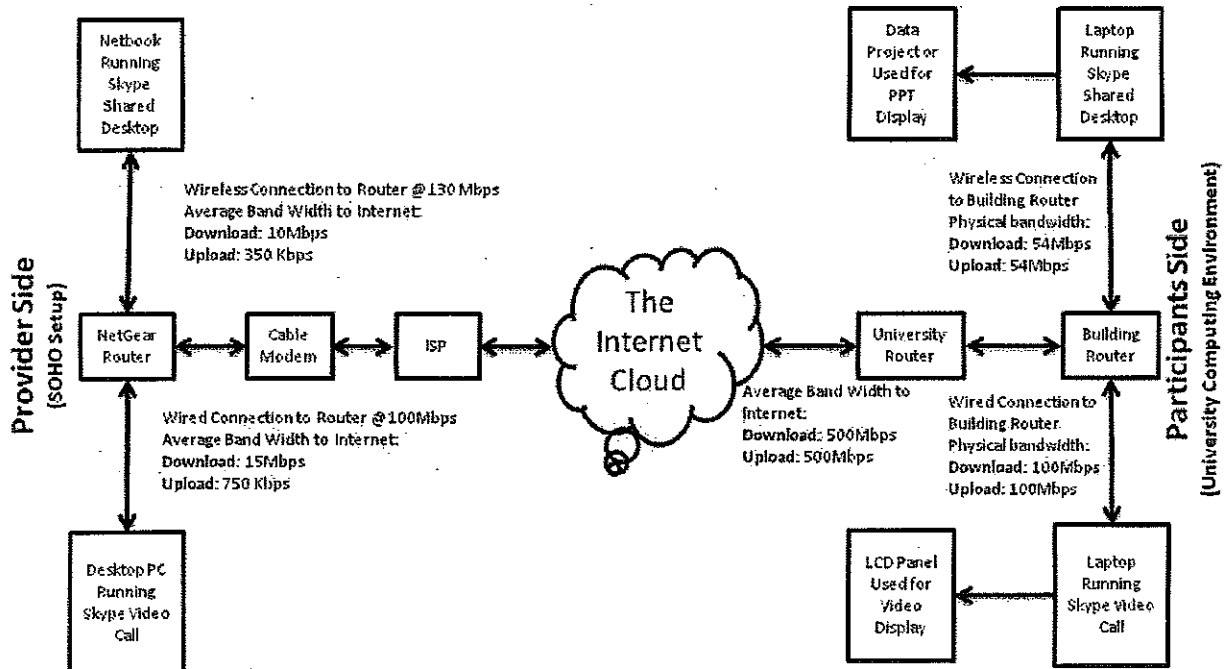 Netbook
Running
Skype
Shared
Desktop
Data
Projector
Used for
PPT
Display
Laptop
Running
Skype
Shared
Desktop
Wireless Connection to Router @ 130 Mbps
Average Band Width to Internet:
Download: 10Mbps
Upload: 350 Kbps
Wireless Connection
to Building Router
Physical bandwidth:
Download: 54Mbps
Upload: 54Mbps
Provider Side
(SOHO Setup)
NetGear
Router
Cable
Modem
ISP
The
Internet
Cloud
University
Router
Building
Router
Participants Side
(University Computing Environment)
Wired Connection to Router @ 100Mbps
Average Band Width to Internet:
Download: 15Mbps
Upload: 750 Kbps
Average Band Width to
Internet:
Download: 500Mbps
Upload: 500Mbps
Wired Connection to
Building Router
Physical bandwidth:
Download: 100Mbps
Upload: 100Mbps
Desktop PC
Running
Skype Video
Call
LCD Panel
Used for
Video
Display
Laptop
Running
Skype Video
Call